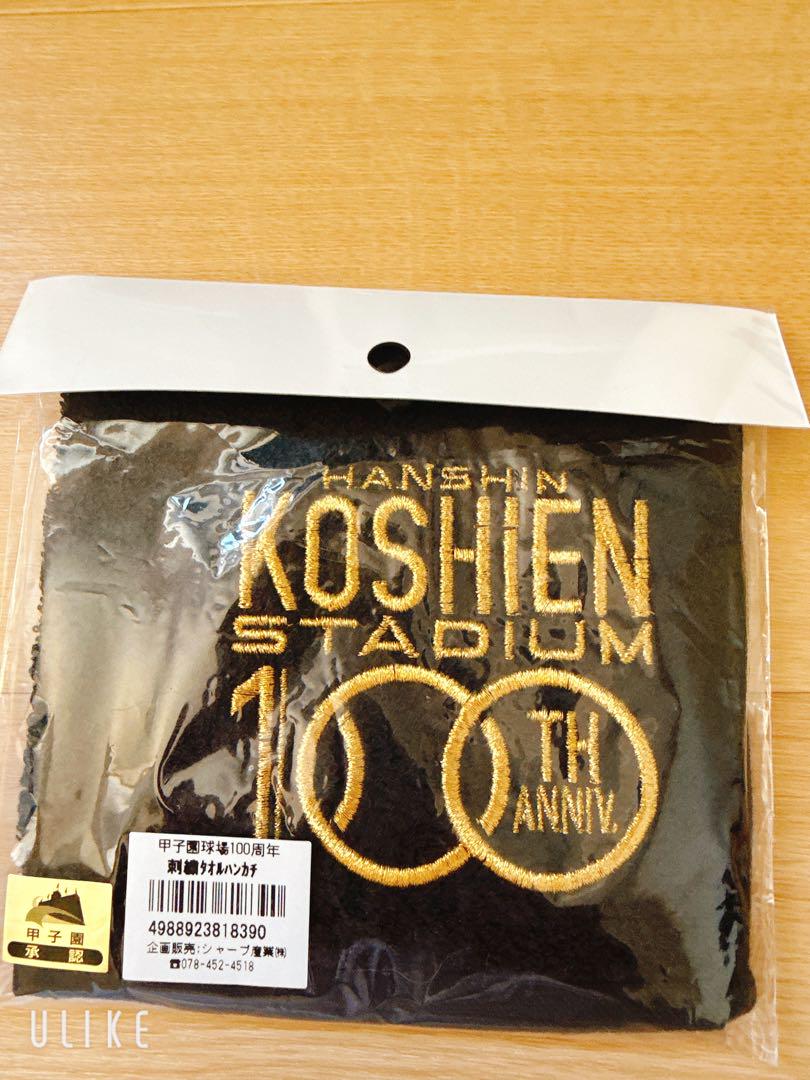 HANSHIN
KOSHIEN
STADIUM
100
TH
ANNIV.
甲子園球場100周年
刺繍タオルハンカチ
4988923818390
企画販売:シャープ産業㈱
☎078-452-4518
甲子園
承認
ULIKE